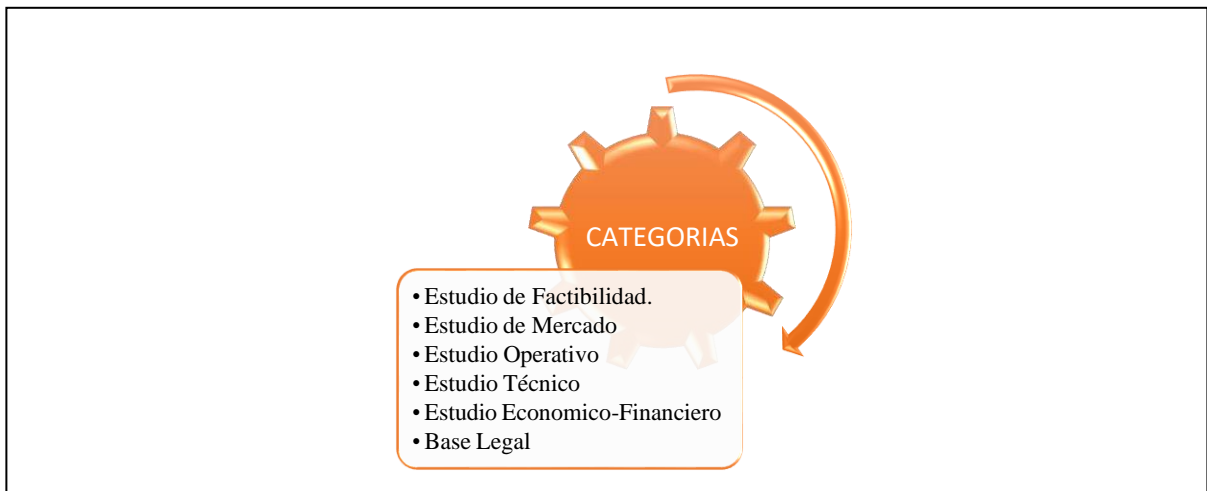 CATEGORIAS
• Estudio de Factibilidad.
• Estudio de Mercado
• Estudio Operativo
• Estudio Técnico
• Estudio Economico-Financiero
• Base Legal